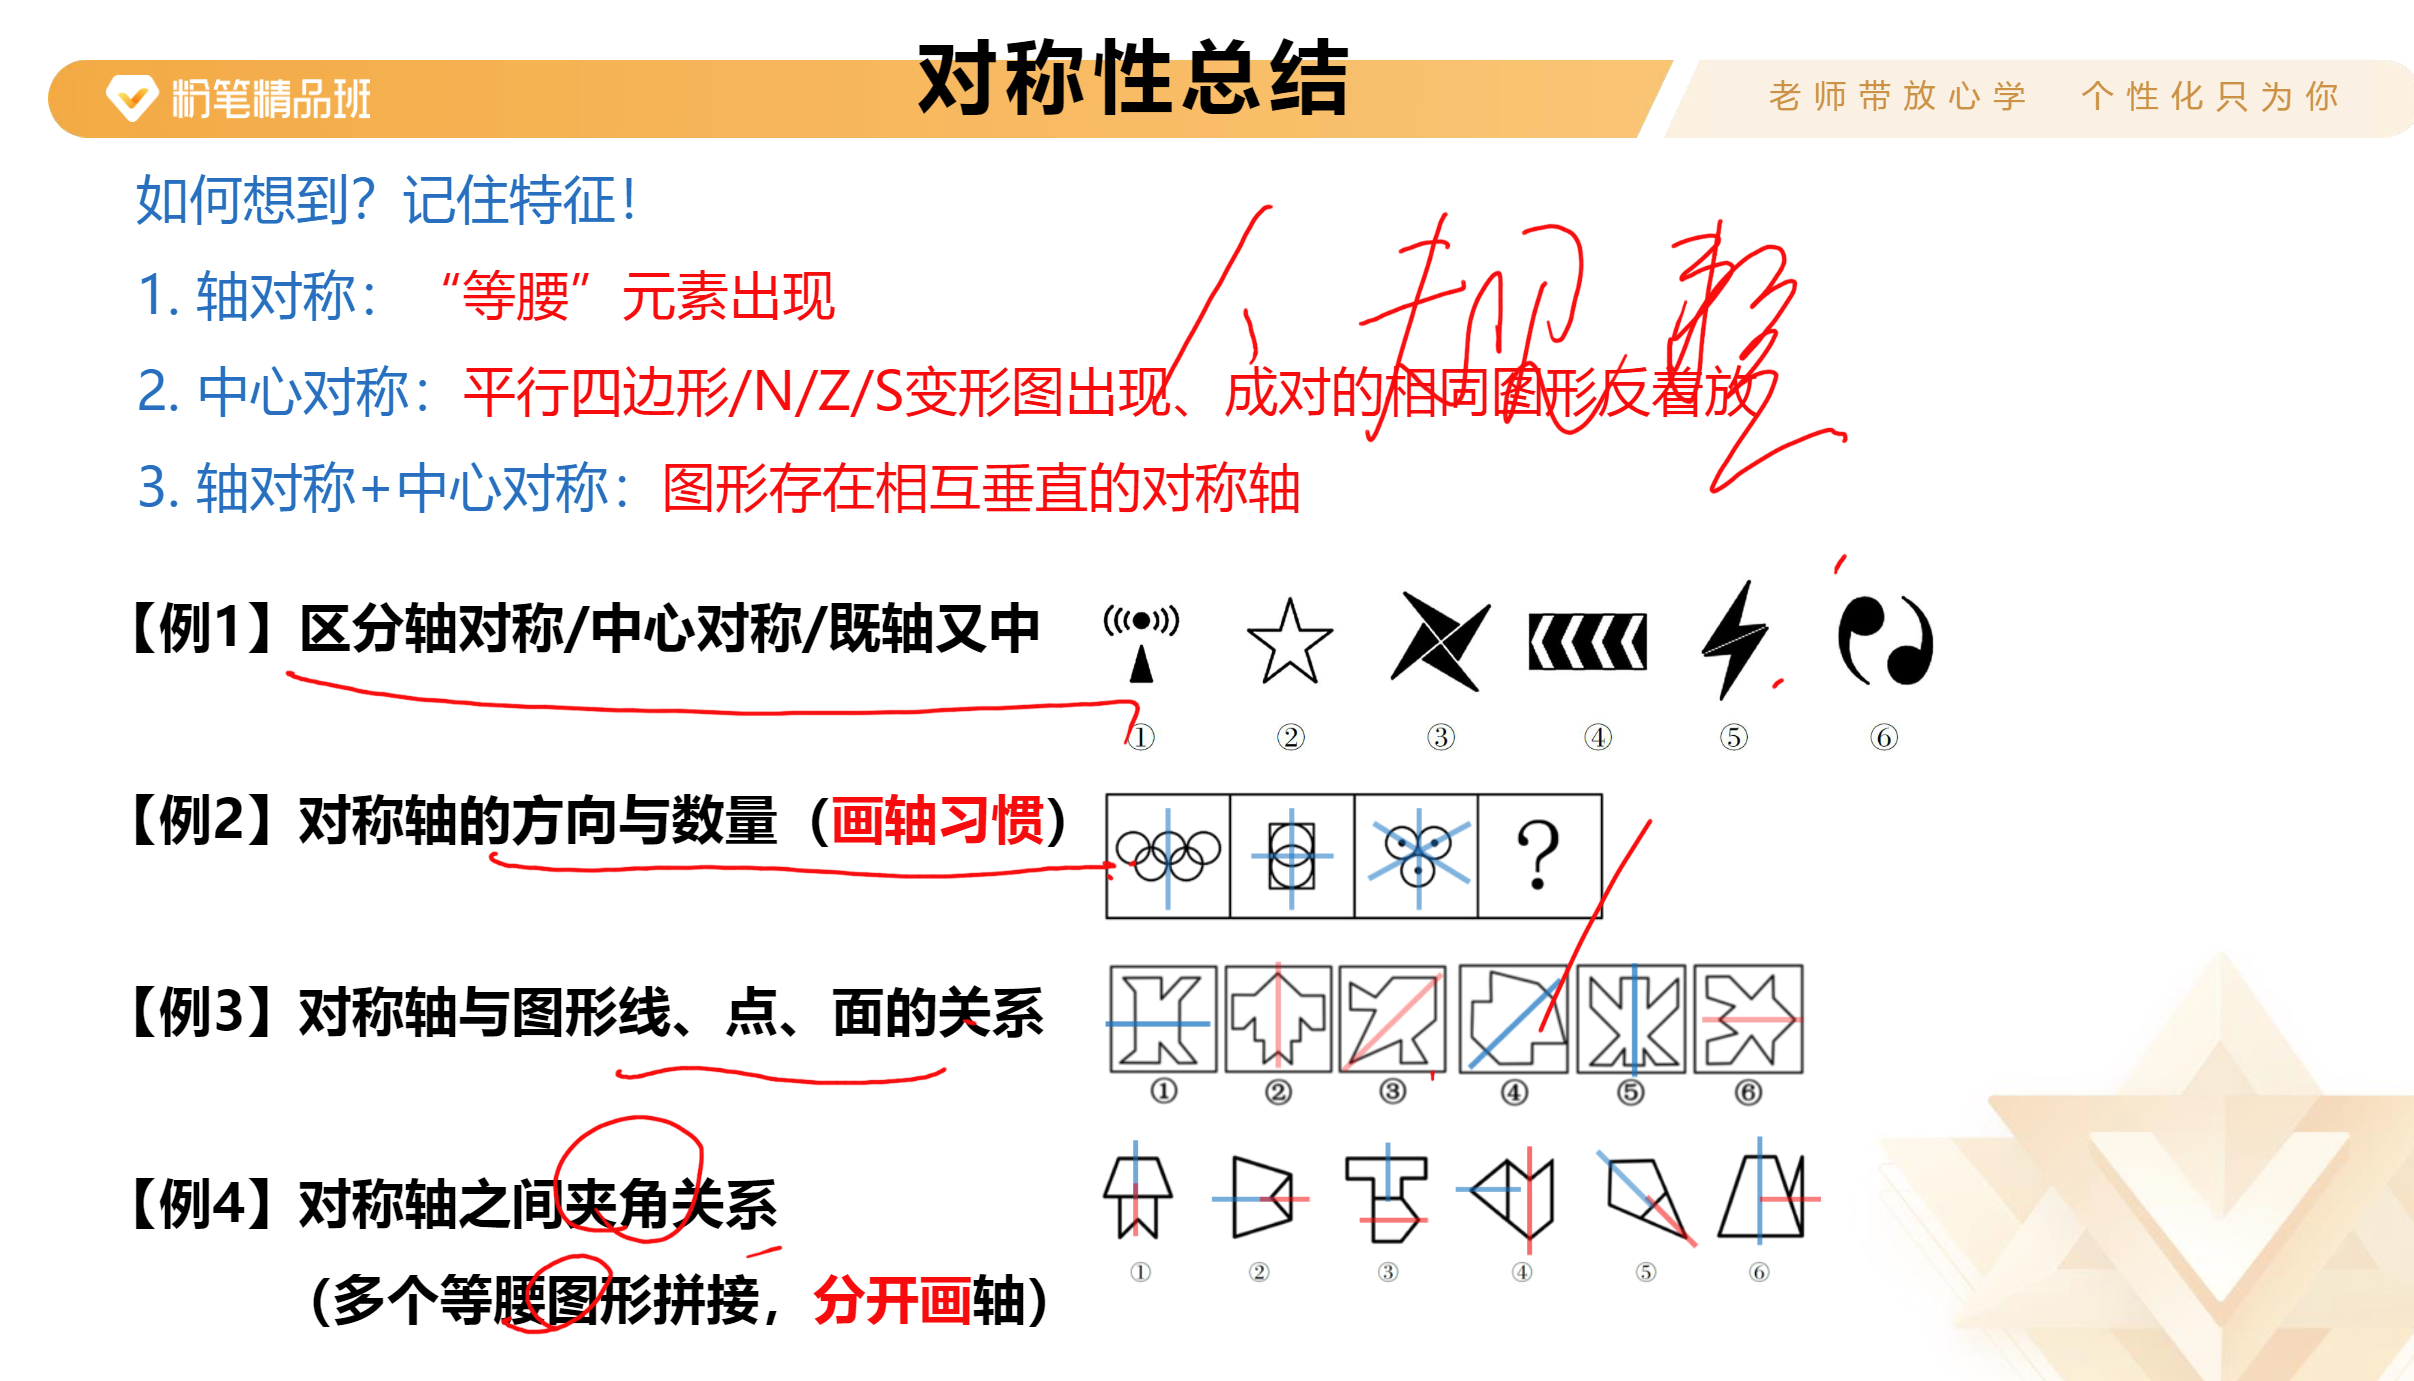 对称性总结
粉笔精品班
老师带放心学 个性化只为你
如何想到？记住特征！
1. 轴对称：“等腰”元素出现
2. 中心对称：平行四边形/N/Z/S变形图出现、成对的相同图形反着放
3. 轴对称+中心对称：图形存在相互垂直的对称轴
【例1】区分轴对称/中心对称/既轴又中
① ② ③ ④ ⑤ ⑥
【例2】对称轴的方向与数量（画轴习惯）
?
【例3】对称轴与图形线、点、面的关系
① ② ③ ④ ⑤ ⑥
【例4】对称轴之间夹角关系
① ② ③ ④ ⑤ ⑥
（多个等腰图形拼接，分开画轴）